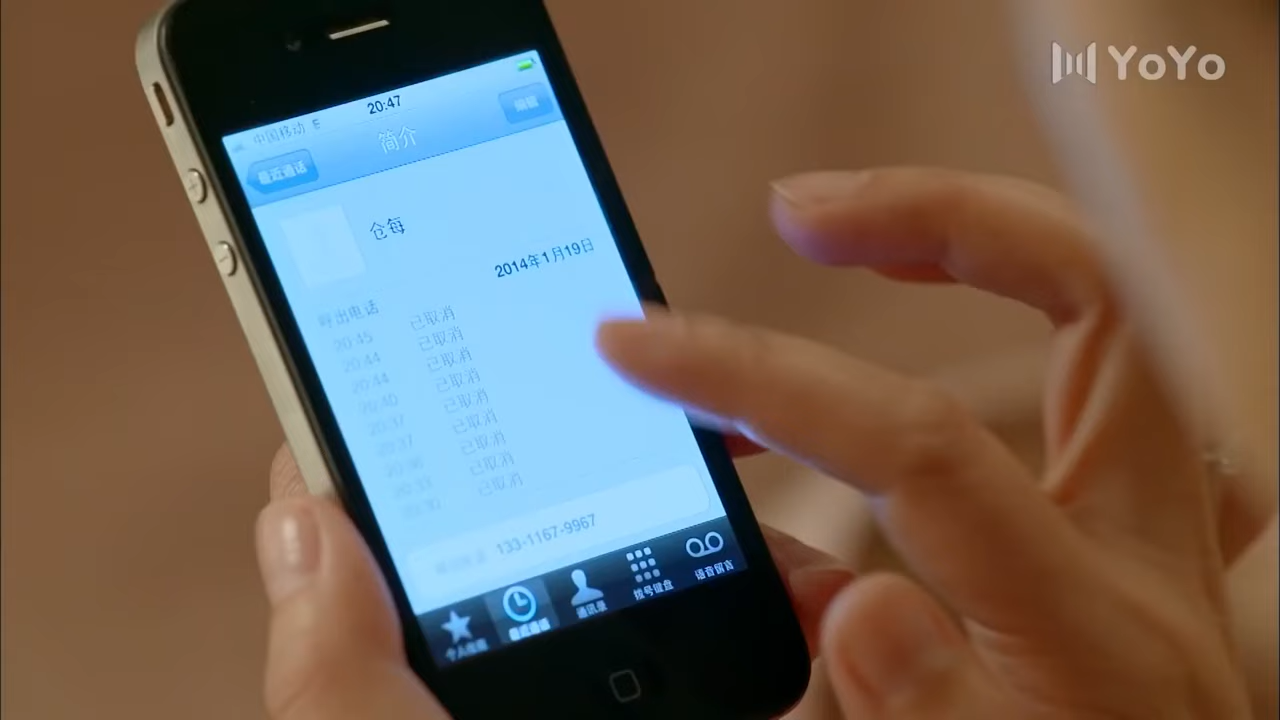 YoYo
20:47
中国移动 E
简介
编辑
最近通话
仓每
2014年1月19日
呼出电话
20:45 已取消
20:44 已取消
20:44 已取消
20:40 已取消
20:37 已取消
20:37 已取消
已取消
已取消
已取消
133-1167-9967
个人收藏
最近通话
通讯录
拨号键盘
语音留言